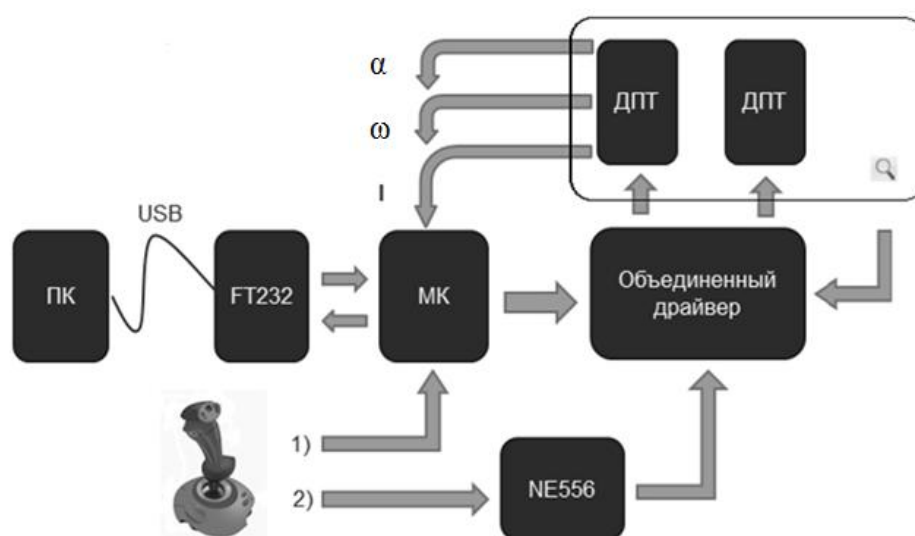 α
ДПТ
ДПТ
ω
I
USB
ПК
FT232
МК
Объединенный
драйвер
1)
2)
NE556